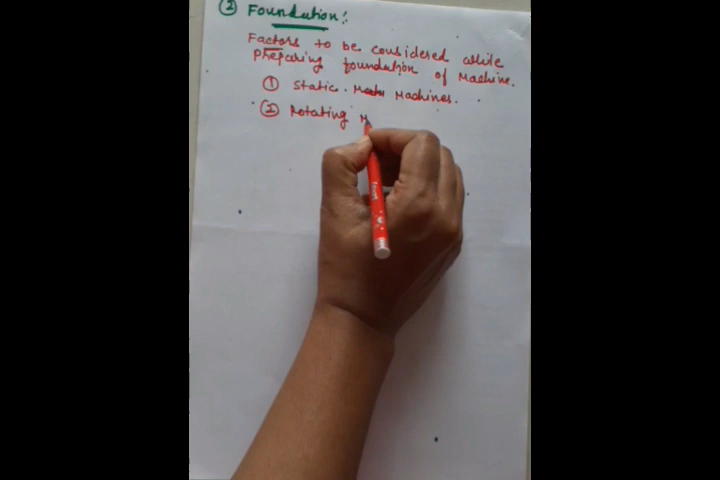 ② Foundation:
Factors to be considered while
preparing foundation of Machine.
① Static Machines.
② Rotating M